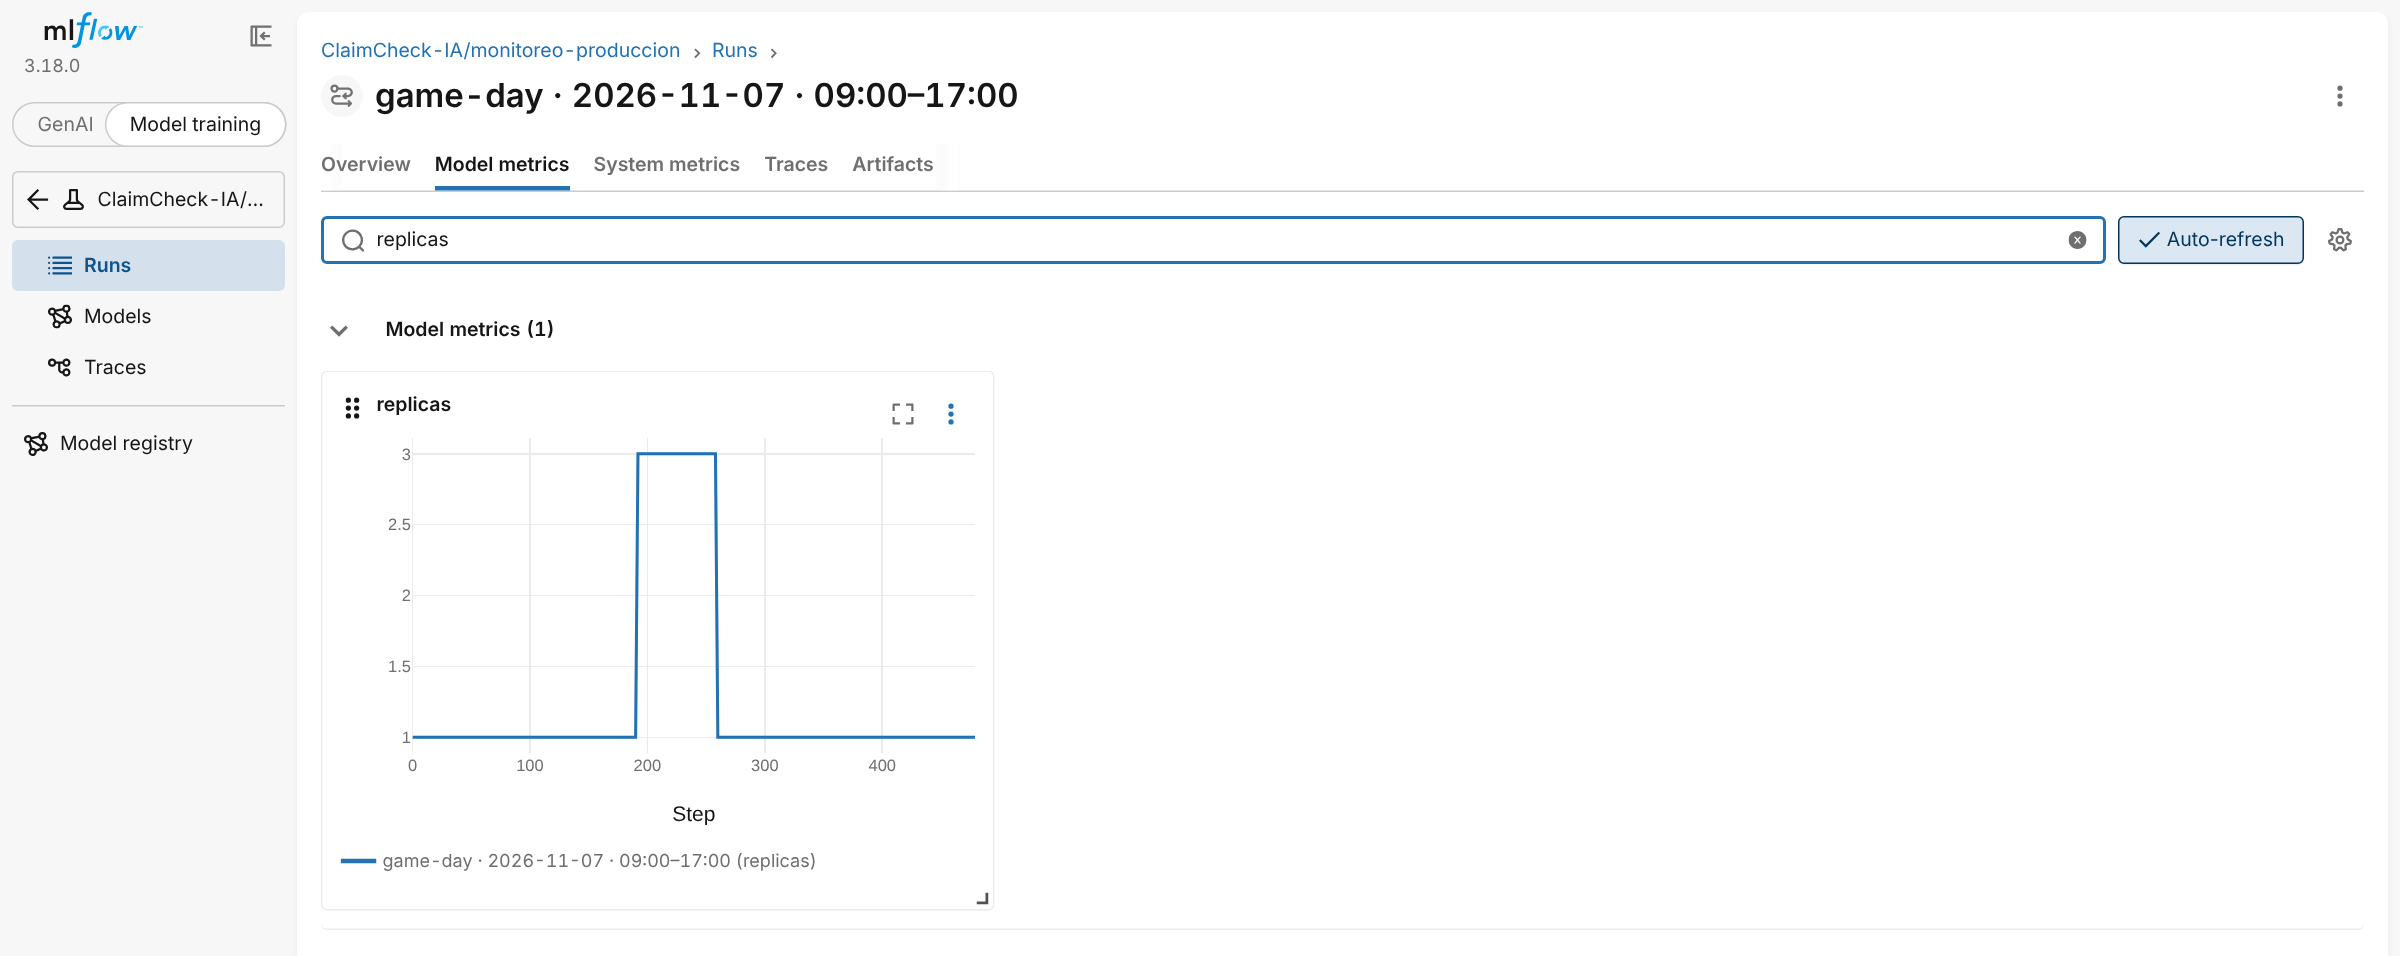 mlflow
3.18.0
GenAI
Model training
ClaimCheck-IA/...
Runs
Models
Traces
Model registry
ClaimCheck-IA/monitoreo-produccion
Runs
game-day · 2026-11-07 · 09:00–17:00
Overview
Model metrics
System metrics
Traces
Artifacts
replicas
Auto-refresh
Model metrics (1)
replicas
3
2.5
2
1.5
1
0
100
200
300
400
Step
game-day · 2026-11-07 · 09:00–17:00 (replicas)